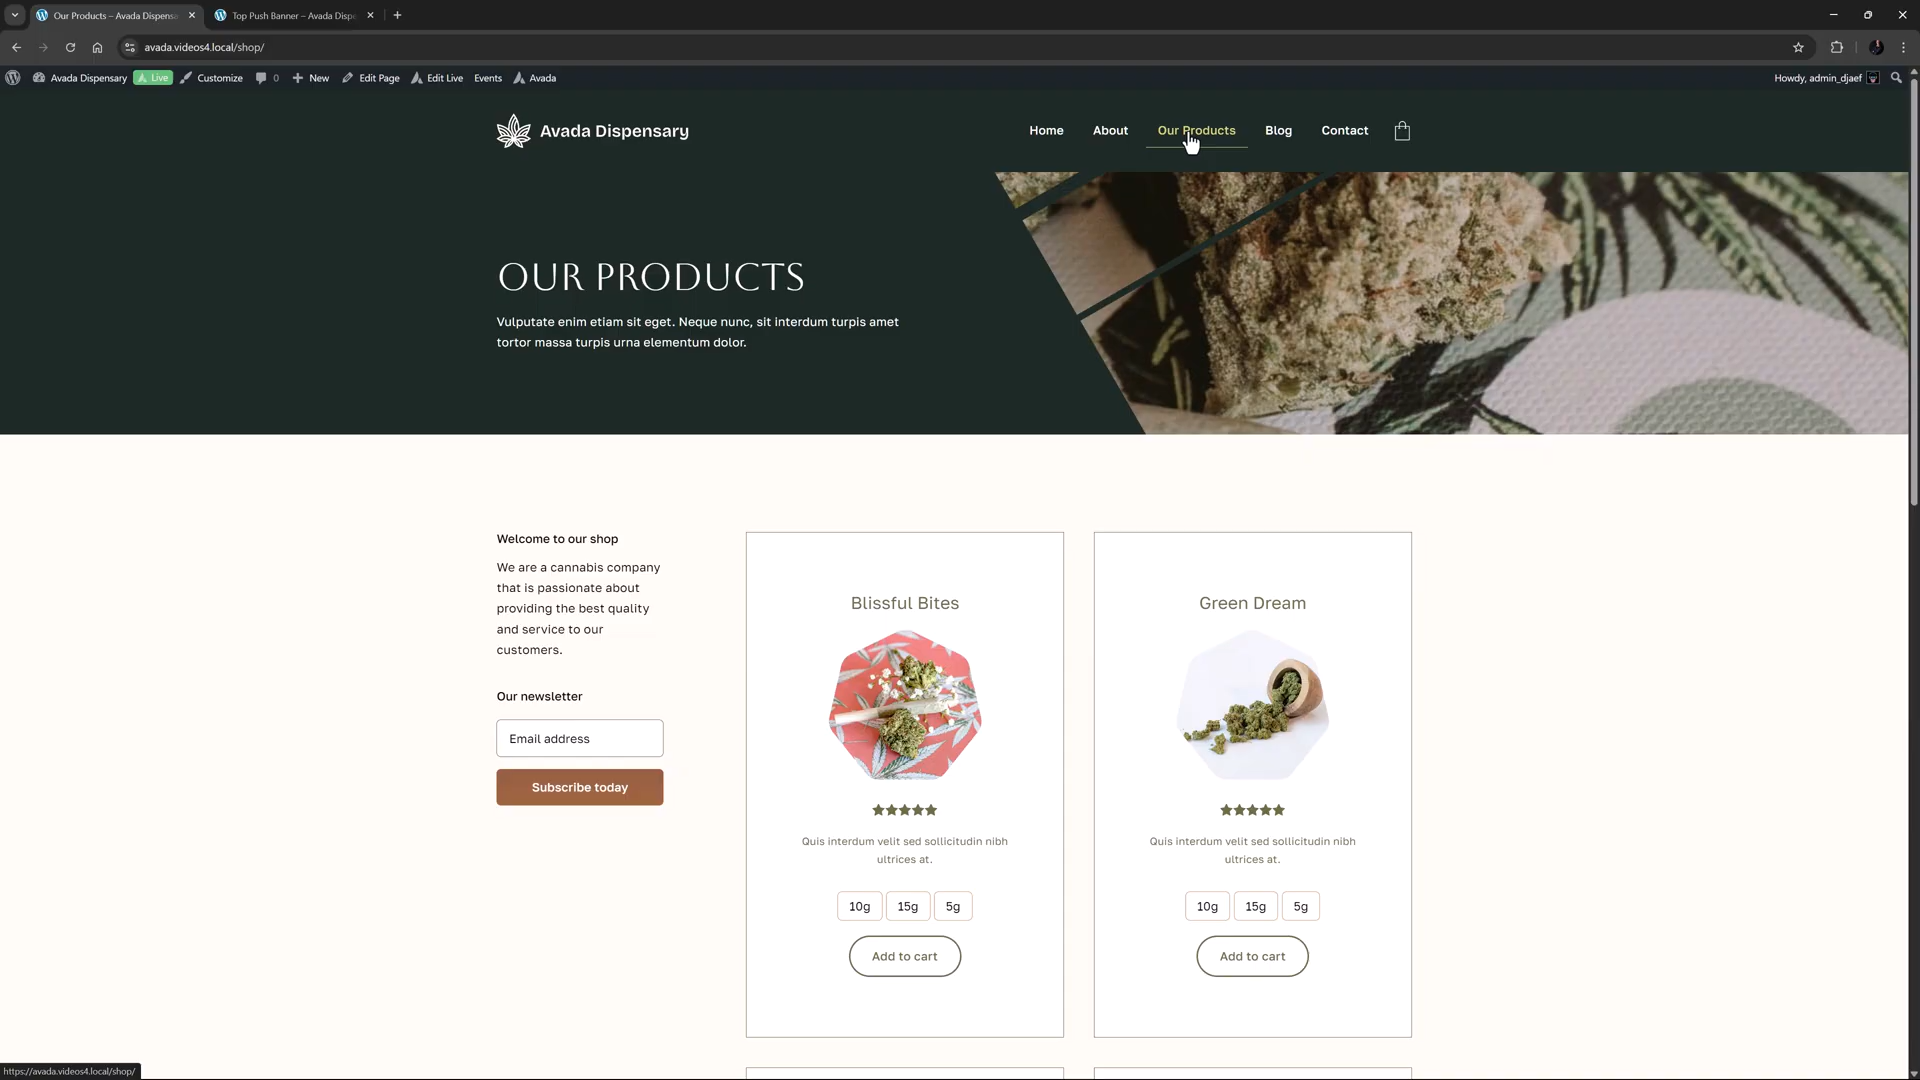 Our Products – Avada Dispensa
Top Push Banner – Avada Dispe
avada.videos4.local/shop/
Avada Dispensary
Live
Customize
0
New
Edit Page
Edit Live
Events
Avada
Howdy, admin_djaef
Avada Dispensary
Home
About
Our Products
Blog
Contact
OUR PRODUCTS
Vulputate enim etiam sit eget. Neque nunc, sit interdum turpis amet
tortor massa turpis urna elementum dolor.
Welcome to our shop
We are a cannabis company
that is passionate about
providing the best quality
and service to our
customers.
Our newsletter
Email address
Subscribe today
Blissful Bites
Quis interdum velit sed sollicitudin nibh
ultrices at.
10g
15g
5g
Add to cart
Green Dream
Quis interdum velit sed sollicitudin nibh
ultrices at.
10g
15g
5g
Add to cart
https://avada.videos4.local/shop/